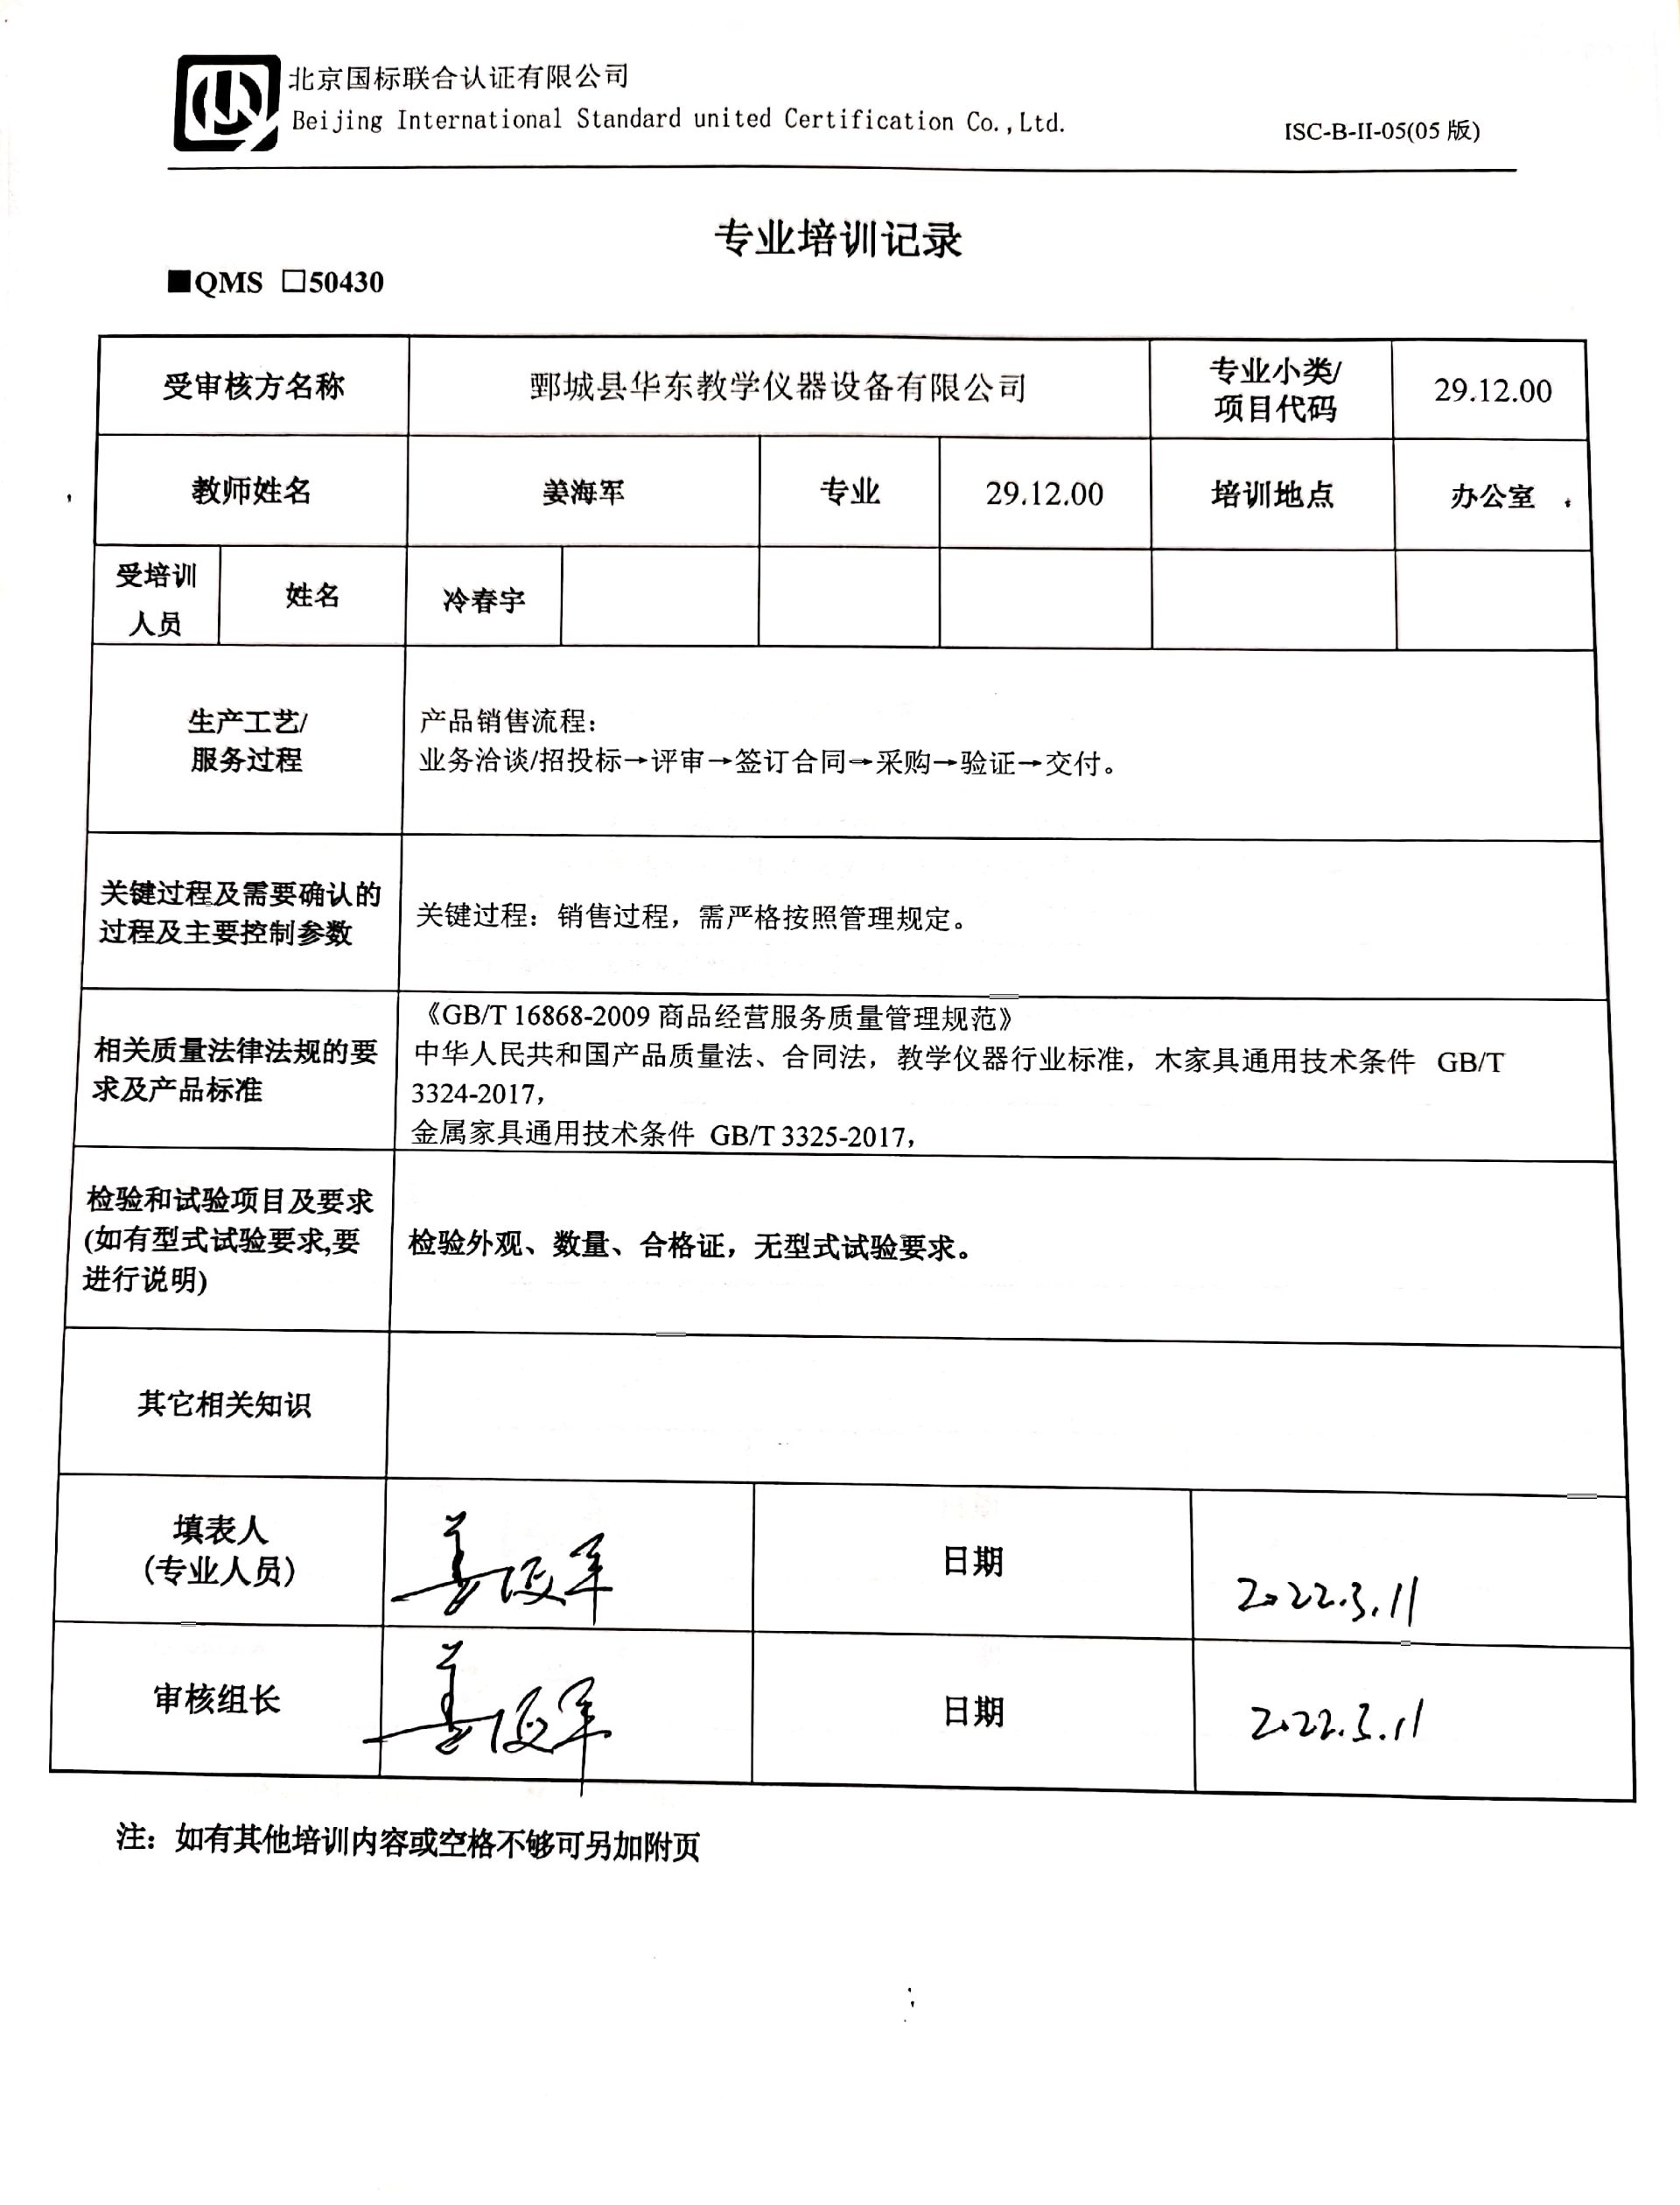 北京国标联合认证有限公司
Beijing International Standard united Certification Co.,Ltd.
ISC-B-II-05(05 版)
专业培训记录
■QMS □50430
受审核方名称
鄄城县华东教学仪器设备有限公司
专业小类/
项目代码
29.12.00
教师姓名
姜海军
专业
29.12.00
培训地点
办公室
受培训
人员
姓名
冷春宇
生产工艺/
服务过程
产品销售流程:
业务洽谈/招投标→评审→签订合同→采购→验证→交付。
关键过程及需要确认的
过程及主要控制参数
关键过程：销售过程，需严格按照管理规定。
相关质量法律法规的要
求及产品标准
《GB/T 16868-2009 商品经营服务质量管理规范》
中华人民共和国产品质量法、合同法，教学仪器行业标准，木家具通用技术条件 GB/T
3324-2017，
金属家具通用技术条件 GB/T 3325-2017，
检验和试验项目及要求
(如有型式试验要求,要
进行说明)
检验外观、数量、合格证，无型式试验要求。
其它相关知识
填表人
（专业人员）
姜海军
日期
2022.3.11
审核组长
姜海军
日期
2022.3.11
注：如有其他培训内容或空格不够可另加附页